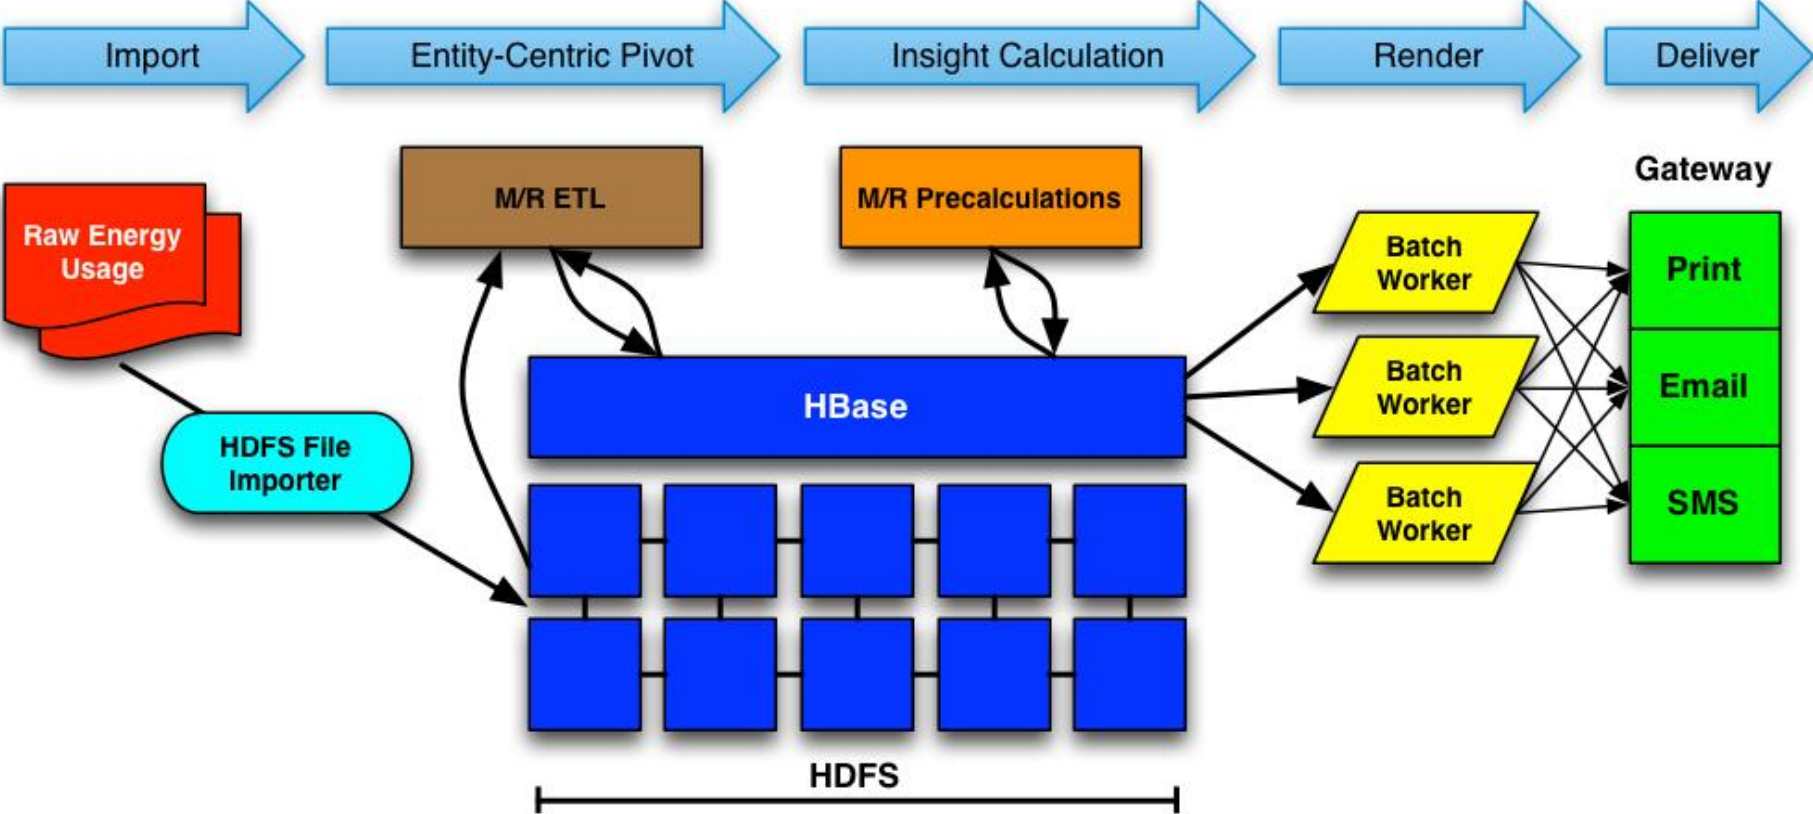 Import
Entity-Centric Pivot
Insight Calculation
Render
Deliver
Raw Energy
Usage
HDFS File
Importer
M/R ETL
M/R Precalculations
HBase
HDFS
Batch
Worker
Batch
Worker
Batch
Worker
Gateway
Print
Email
SMS